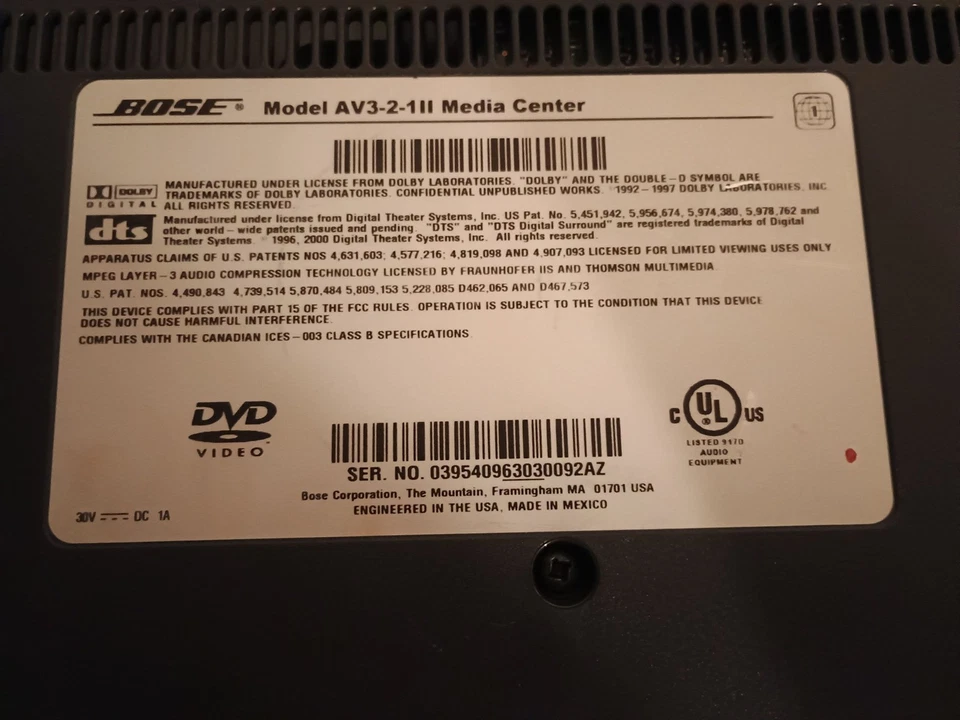 BOSE® Model AV3-2-1II Media Center
DOLBY
DIGITAL
MANUFACTURED UNDER LICENSE FROM DOLBY LABORATORIES. "DOLBY" AND THE DOUBLE-D SYMBOL ARE
TRADEMARKS OF DOLBY LABORATORIES. CONFIDENTIAL UNPUBLISHED WORKS. 1992-1997 DOLBY LABORATORIES, INC.
ALL RIGHTS RESERVED.
dts
Manufactured under license from Digital Theater Systems, Inc. US Pat. No. 5,451,942, 5,956,674, 5,974,380, 5,978,762 and
other world-wide patents issued and pending. "DTS" and "DTS Digital Surround" are registered trademarks of Digital
Theater Systems. 1996, 2000 Digital Theater Systems, Inc. All rights reserved.
APPARATUS CLAIMS OF U.S. PATENTS NOS 4,631,603; 4,577,216; 4,819,098 AND 4,907,093 LICENSED FOR LIMITED VIEWING USES ONLY.
MPEG LAYER-3 AUDIO COMPRESSION TECHNOLOGY LICENSED BY FRAUNHOFER IIS AND THOMSON MULTIMEDIA.
U.S. PAT. NOS. 4,490,843 4,739,514 5,870,484 5,809,153 5,228,085 D462,065 AND D467,573
THIS DEVICE COMPLIES WITH PART 15 OF THE FCC RULES. OPERATION IS SUBJECT TO THE CONDITION THAT THIS DEVICE
DOES NOT CAUSE HARMFUL INTERFERENCE.
COMPLIES WITH THE CANADIAN ICES-003 CLASS B SPECIFICATIONS.
DVD
VIDEO
C UL® US
LISTED 9170
AUDIO
EQUIPMENT
SER. NO. 039540963030092AZ
Bose Corporation, The Mountain, Framingham MA 01701 USA
ENGINEERED IN THE USA, MADE IN MEXICO
30V DC 1A